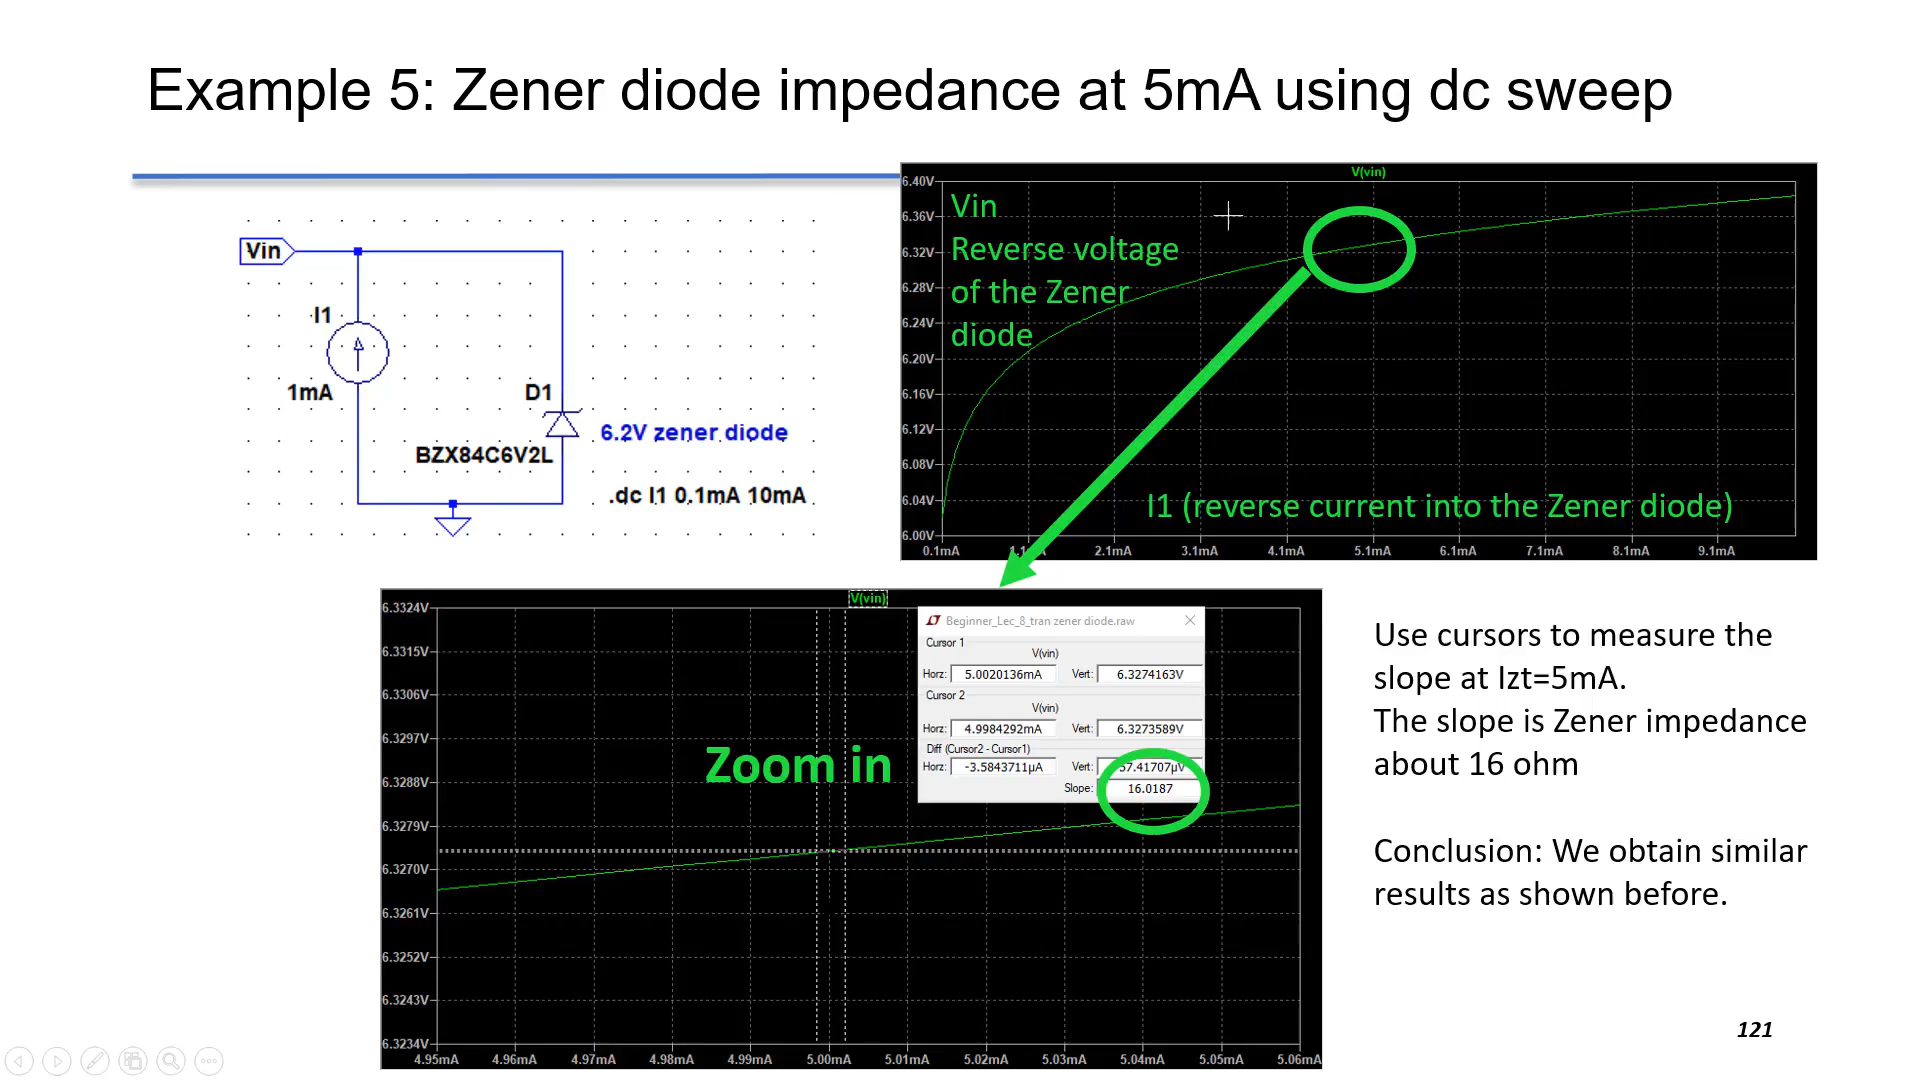 Example 5: Zener diode impedance at 5mA using dc sweep
Vin
I1
1mA
D1
BZX84C6V2L
6.2V zener diode
.dc I1 0.1mA 10mA
V(vin)
6.40V
6.36V
6.32V
6.28V
6.24V
6.20V
6.16V
6.12V
6.08V
6.04V
6.00V
Vin
Reverse voltage
of the Zener
diode
I1 (reverse current into the Zener diode)
0.1mA 2.1mA 3.1mA 4.1mA 5.1mA 6.1mA 7.1mA 8.1mA 9.1mA
V(vin)
6.3324V
6.3315V
6.3306V
6.3297V
6.3288V
6.3279V
6.3270V
6.3261V
6.3252V
6.3243V
6.3234V
4.95mA 4.96mA 4.97mA 4.98mA 4.99mA 5.00mA 5.01mA 5.02mA 5.03mA 5.04mA 5.05mA 5.06mA
Zoom in
Beginner_Lec_8_tran zener diode.raw
Cursor 1
V(vin)
Horz: 5.0020136mA Vert: 6.3274163V
Cursor 2
V(vin)
Horz: 4.9984292mA Vert: 6.3273589V
Diff (Cursor2 - Cursor1)
Horz: -3.5843711µA Vert: 57.41707µV
Slope: 16.0187
Use cursors to measure the
slope at Izt=5mA.
The slope is Zener impedance
about 16 ohm
Conclusion: We obtain similar
results as shown before.
121